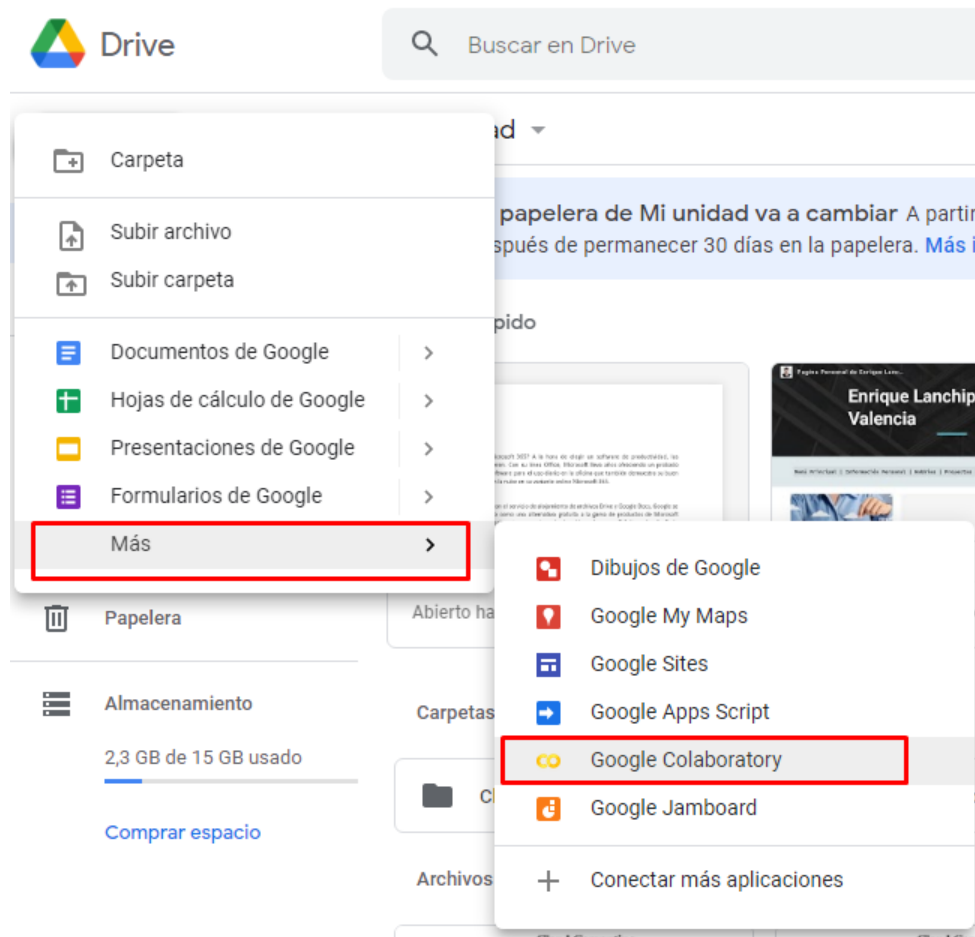 Drive
Buscar en Drive
ad
Carpeta
papelera de Mi unidad va a cambiar A partir
spués de permanecer 30 días en la papelera. Más i
Subir archivo
Subir carpeta
pido
Documentos de Google
Hojas de cálculo de Google
Presentaciones de Google
Formularios de Google
Más
Enrique Lanchip
Valencia
Dibujos de Google
Google My Maps
Google Sites
Google Apps Script
Google Colaboratory
Google Jamboard
Conectar más aplicaciones
Papelera
Abierto ha
Almacenamiento
2,3 GB de 15 GB usado
Comprar espacio
Carpetas
Archivos